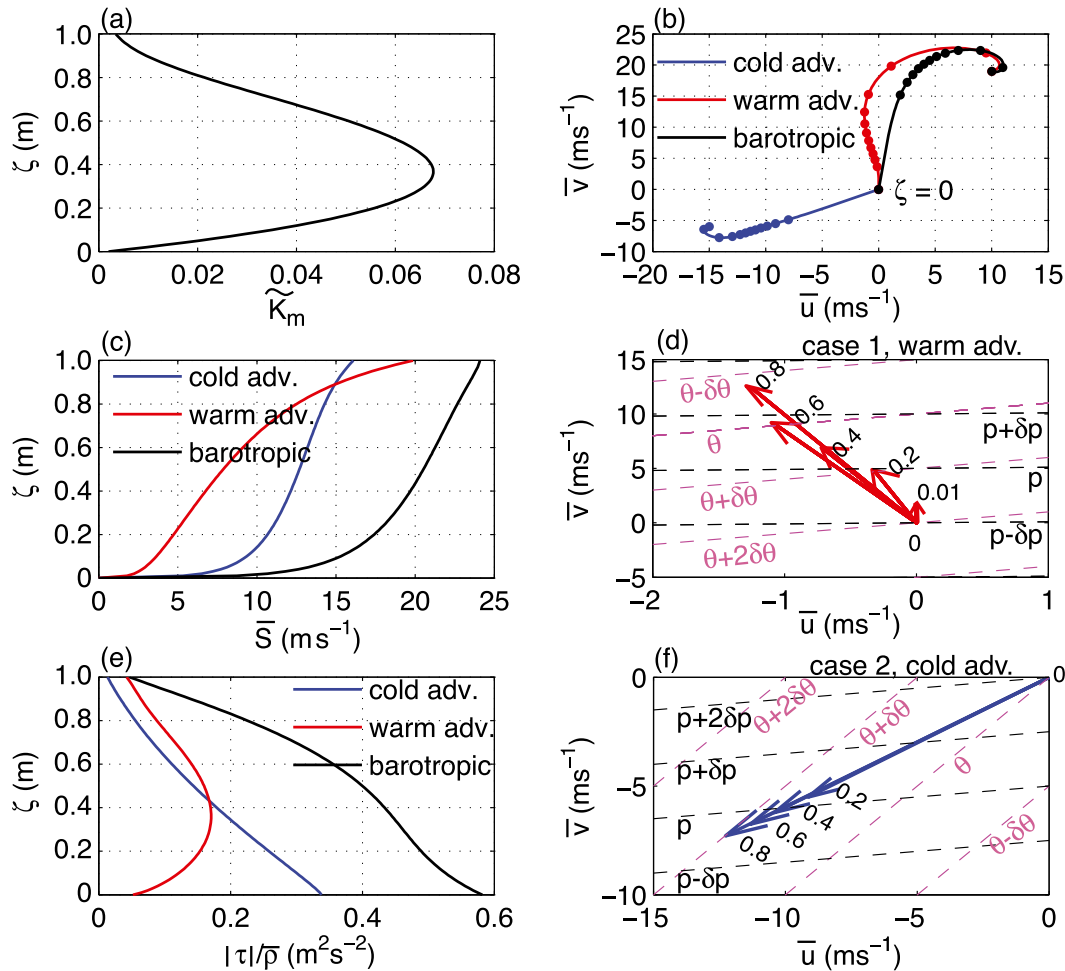 (a)
1.0
0.8
0.6
0.4
0.2
0
ζ (m)
0 0.02 0.04 0.06 0.08
K̃ₘ
(b)
25
20
15
10
5
0
−5
−10
v̄ (ms⁻¹)
cold adv.
warm adv.
barotropic
ζ = 0
−20 −15 −10 −5 0 5 10 15
ū (ms⁻¹)
(c)
1.0
0.8
0.6
0.4
0.2
0
ζ (m)
cold adv.
warm adv.
barotropic
0 5 10 15 20 25
S̄ (m s⁻¹)
(d)
case 1, warm adv.
15
10
5
0
−5
v̄ (ms⁻¹)
θ-δθ
θ
θ+δθ
θ+2δθ
0.8
0.6
0.4
0.2
0.01
0
p+δp
p
p-δp
−2 −1 0 1
ū (ms⁻¹)
(e)
1.0
0.8
0.6
0.4
0.2
0
ζ (m)
cold adv.
warm adv.
barotropic
0 0.2 0.4 0.6
|τ|/ρ̄ (m²s⁻²)
(f)
case 2, cold adv.
0
0
−5
−10
v̄ (ms⁻¹)
p+2δp
p+δp
p
p-δp
θ+2δθ
θ+δθ
θ
θ-δθ
0.2
0.4
0.6
0.8
−15 −10 −5 0
ū (ms⁻¹)